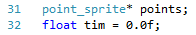 31 point_sprite* points;
32 float tim = 0.0f;